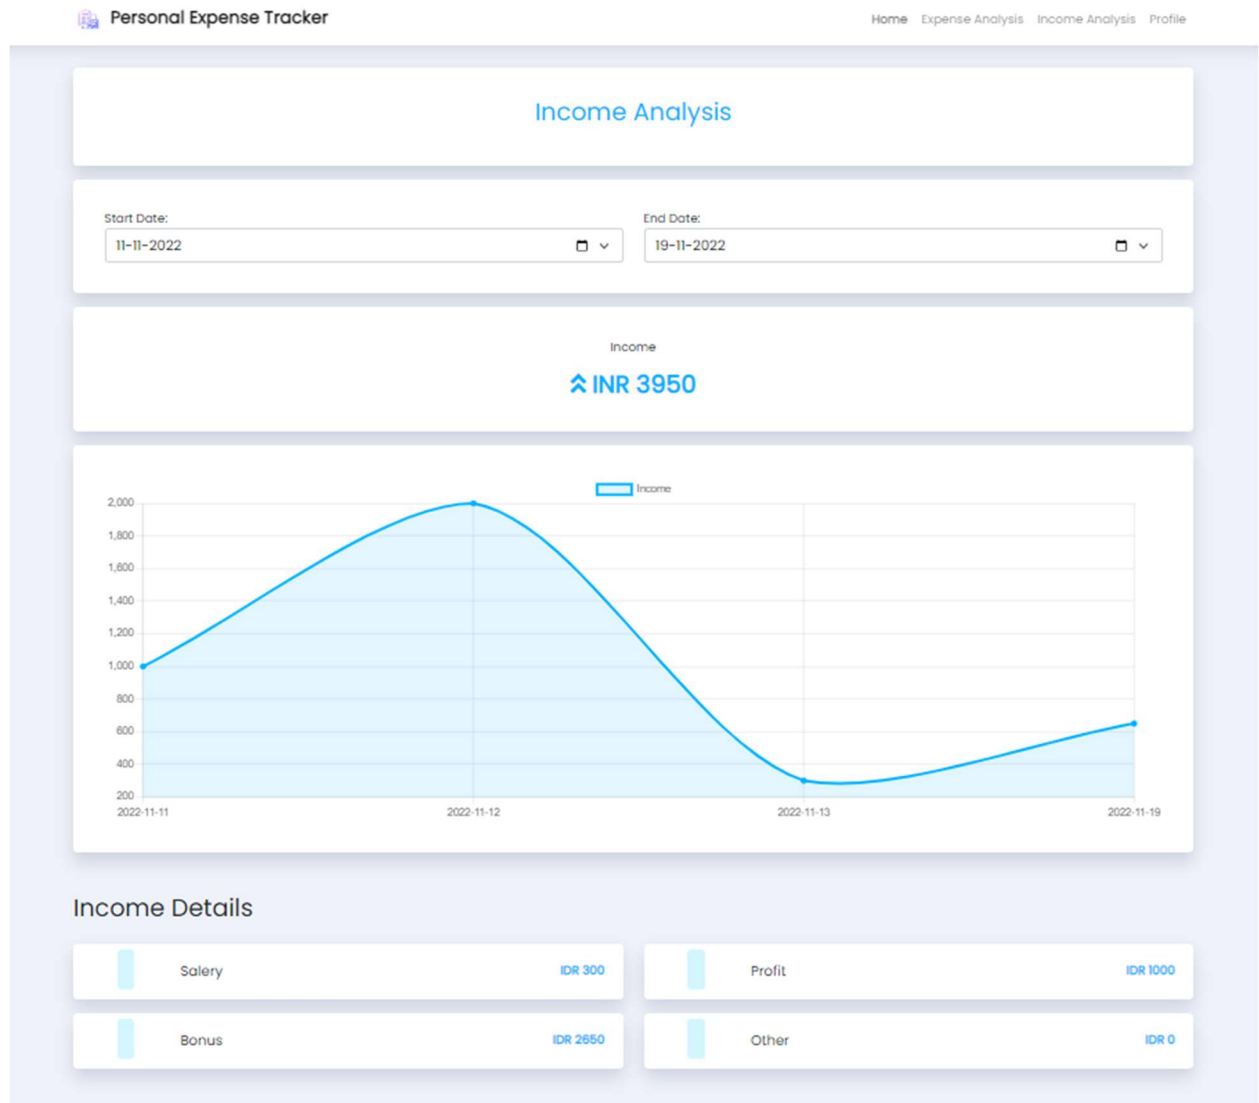 Personal Expense Tracker Home Expense Analysis Income Analysis Profile
Income Analysis
Start Date: End Date:
11-11-2022 19-11-2022
Income
INR 3950
Income
2,000
1,800
1,600
1,400
1,200
1,000
800
600
400
200
2022-11-11 2022-11-12 2022-11-13 2022-11-19
Income Details
Salery IDR 300 Profit IDR 1000
Bonus IDR 2650 Other IDR 0